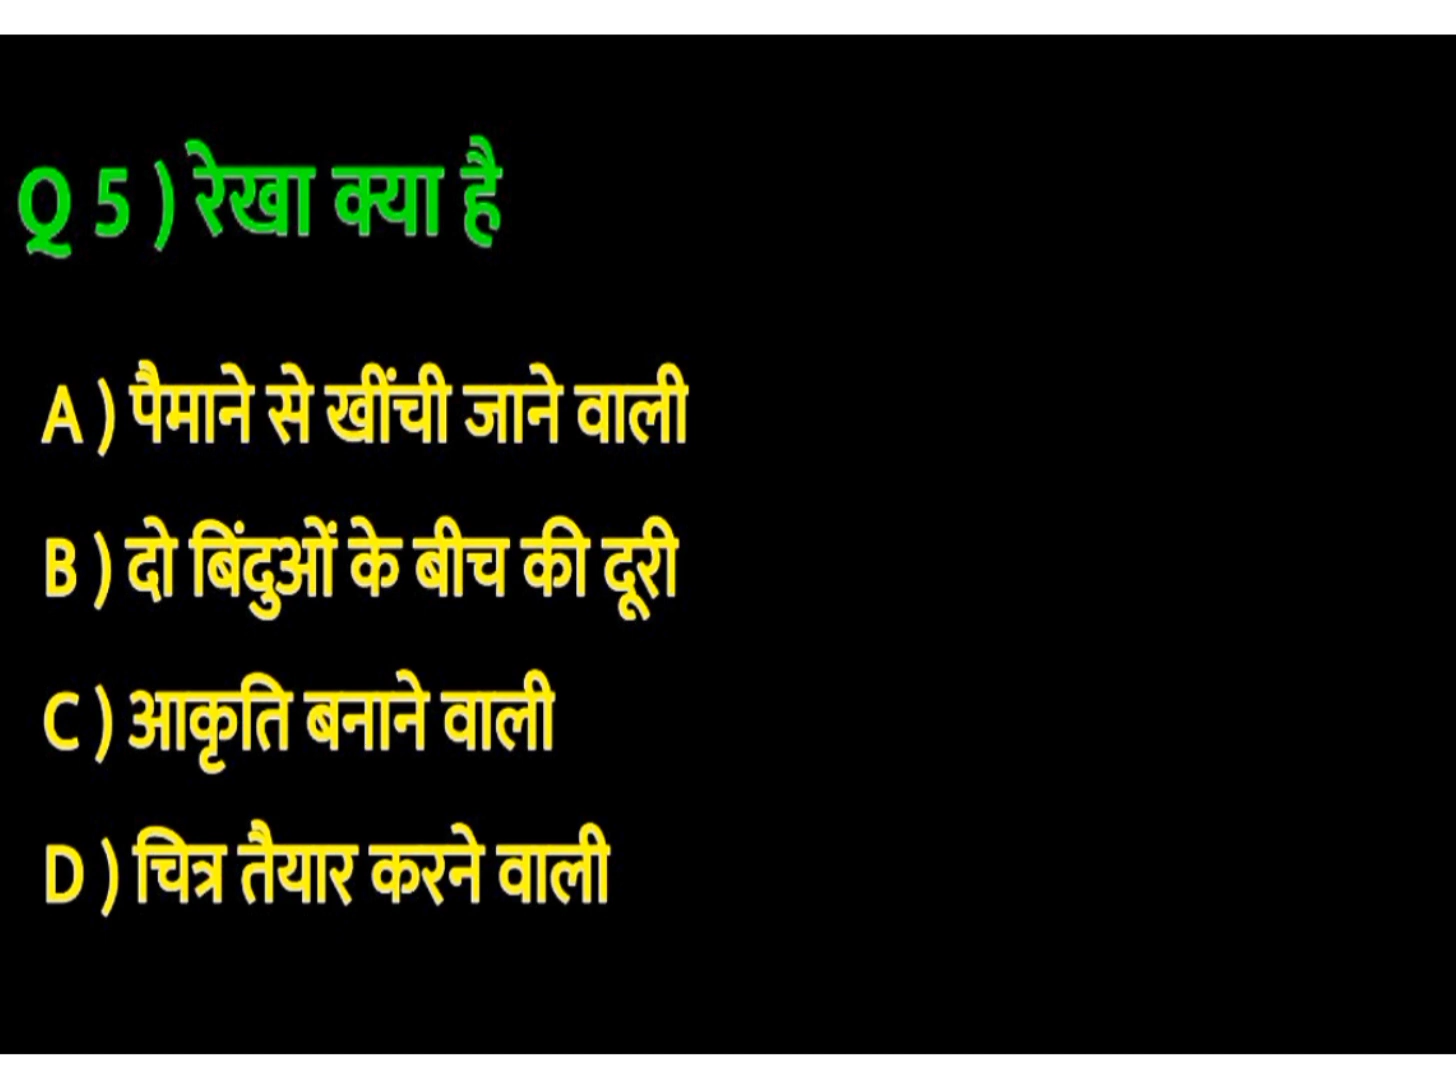 Q 5 ) रेखा क्या है
A ) पैमाने से खींची जाने वाली
B ) दो बिंदुओं के बीच की दूरी
C ) आकृति बनाने वाली
D ) चित्र तैयार करने वाली